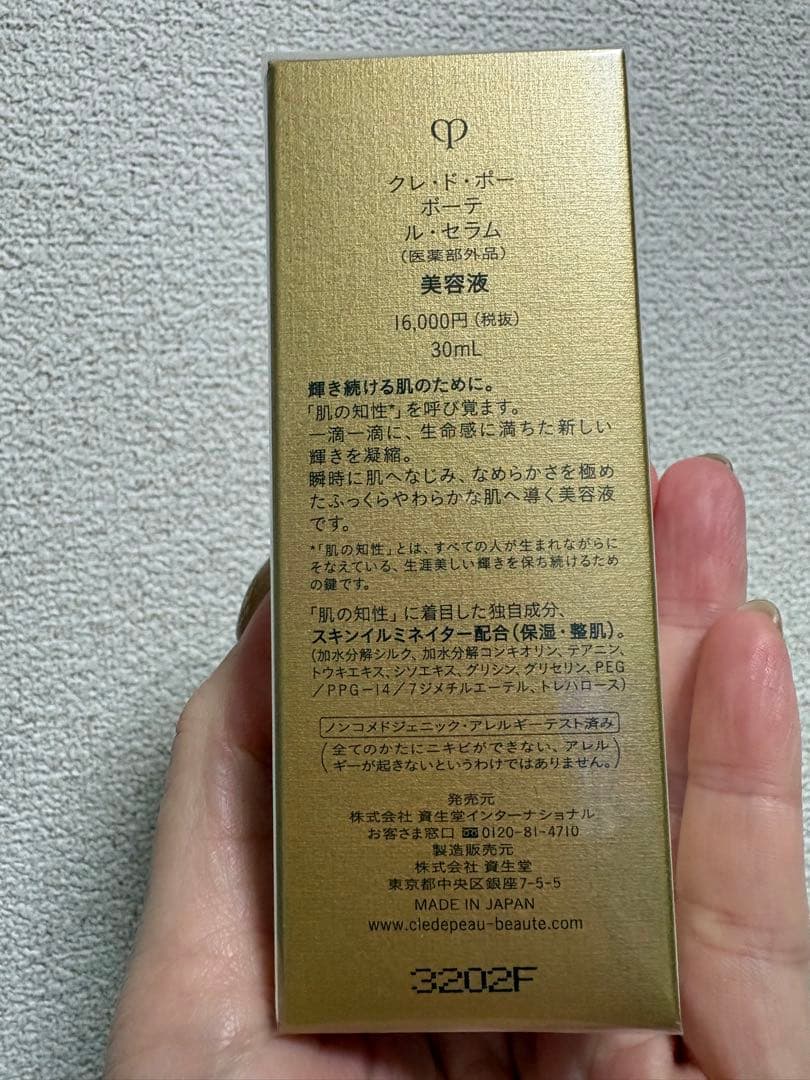 クレ・ド・ポー
ボーテ
ル・セラム
（医薬部外品）
美容液
16,000円（税抜）
30mL
輝き続ける肌のために。
「肌の知性*」を呼び覚ます。
一滴一滴に、生命感に満ちた新しい
輝きを凝縮。
瞬時に肌へなじみ、なめらかさを極め
たふっくらやわらかな肌へ導く美容液
です。
*「肌の知性」とは、すべての人が生まれながらに
そなえている、生涯美しい輝きを保ち続けるため
の鍵です。
「肌の知性」に着目した独自成分、
スキンイルミネイター配合（保湿・整肌）。
（加水分解シルク、加水分解コンキオリン、テアニン、
トウキエキス、シソエキス、グリシン、グリセリン、PEG
／PPG-14／7ジメチルエーテル、トレハロース）
ノンコメドジェニック・アレルギーテスト済み
（全てのかたにニキビができない、アレル
ギーが起きないというわけではありません。）
発売元
株式会社 資生堂インターナショナル
お客さま窓口 0120-81-4710
製造販売元
株式会社 資生堂
東京都中央区銀座7-5-5
MADE IN JAPAN
www.cledepeau-beaute.com
3202F